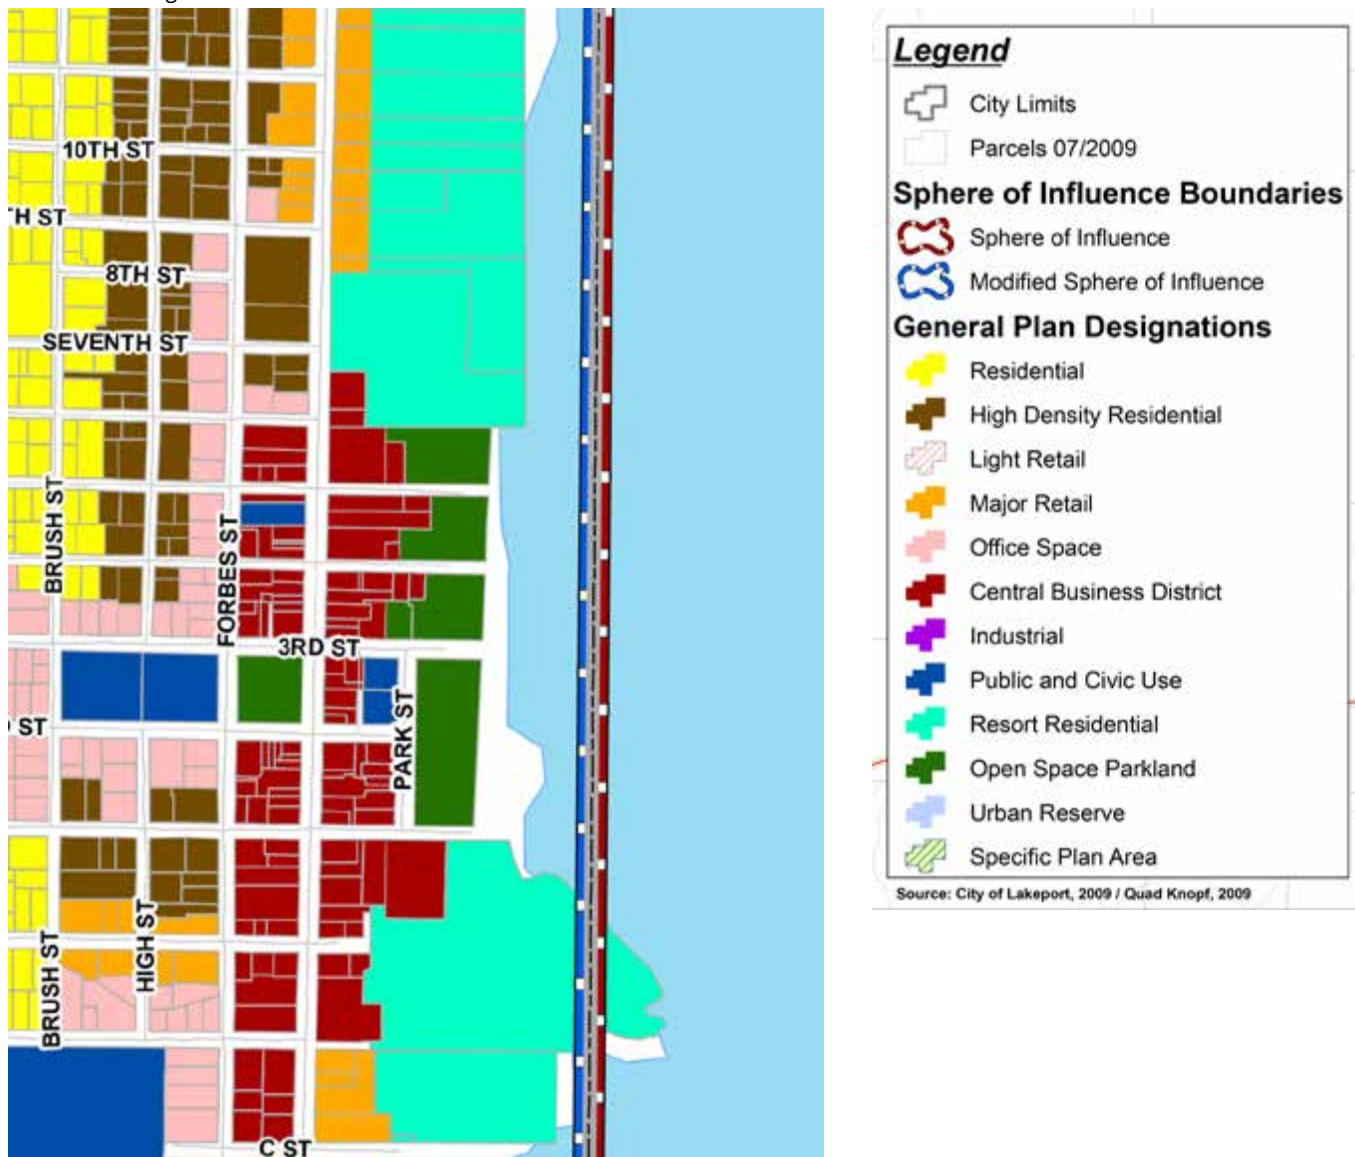 10TH ST
TH ST
8TH ST
SEVENTH ST
BRUSH ST
FORBES ST
3RD ST
ST
PARK ST
HIGH ST
BRUSH ST
C ST
Legend
City Limits
Parcels 07/2009
Sphere of Influence Boundaries
Sphere of Influence
Modified Sphere of Influence
General Plan Designations
Residential
High Density Residential
Light Retail
Major Retail
Office Space
Central Business District
Industrial
Public and Civic Use
Resort Residential
Open Space Parkland
Urban Reserve
Specific Plan Area
Source: City of Lakeport, 2009 / Quad Knopf, 2009